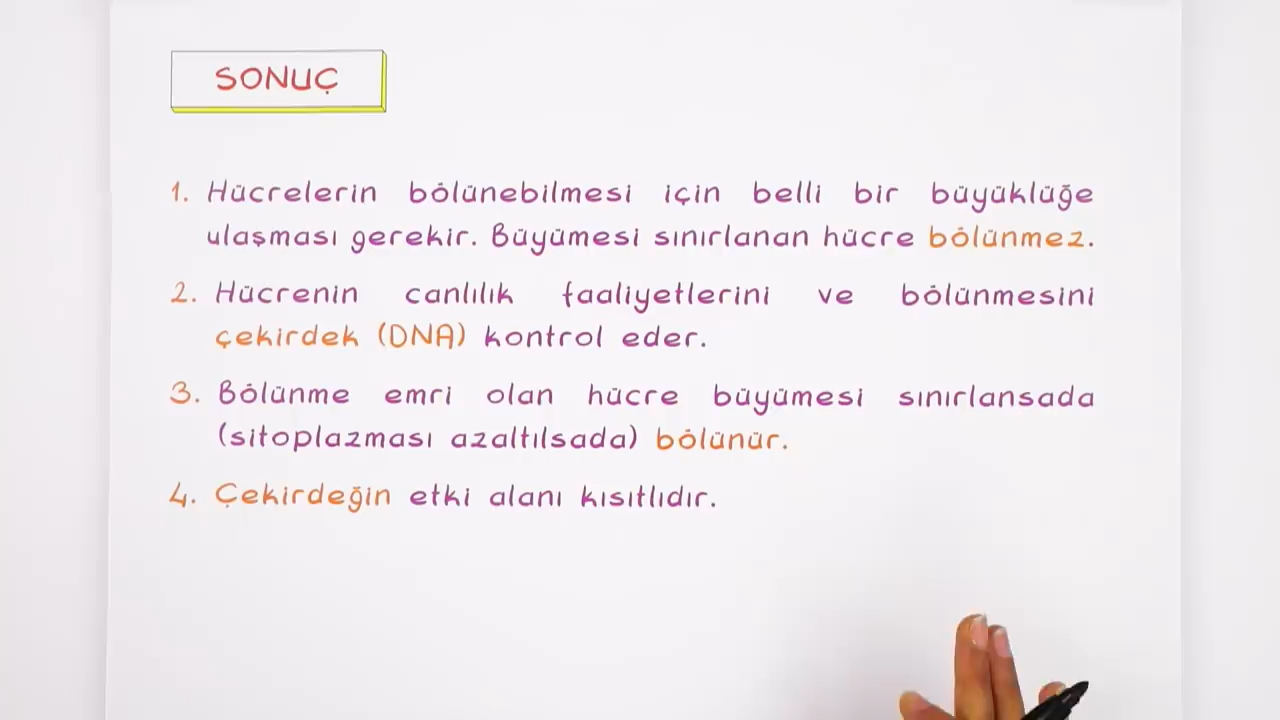 SONUÇ
1. Hücrelerin bölünebilmesi için belli bir büyüklüğe
ulaşması gerekir. Büyümesi sınırlanan hücre bölünmez.
2. Hücrenin canlılık faaliyetlerini ve bölünmesini
çekirdek (DNA) kontrol eder.
3. Bölünme emri olan hücre büyümesi sınırlansada
(sitoplazması azaltılsada) bölünür.
4. Çekirdeğin etki alanı kısıtlıdır.